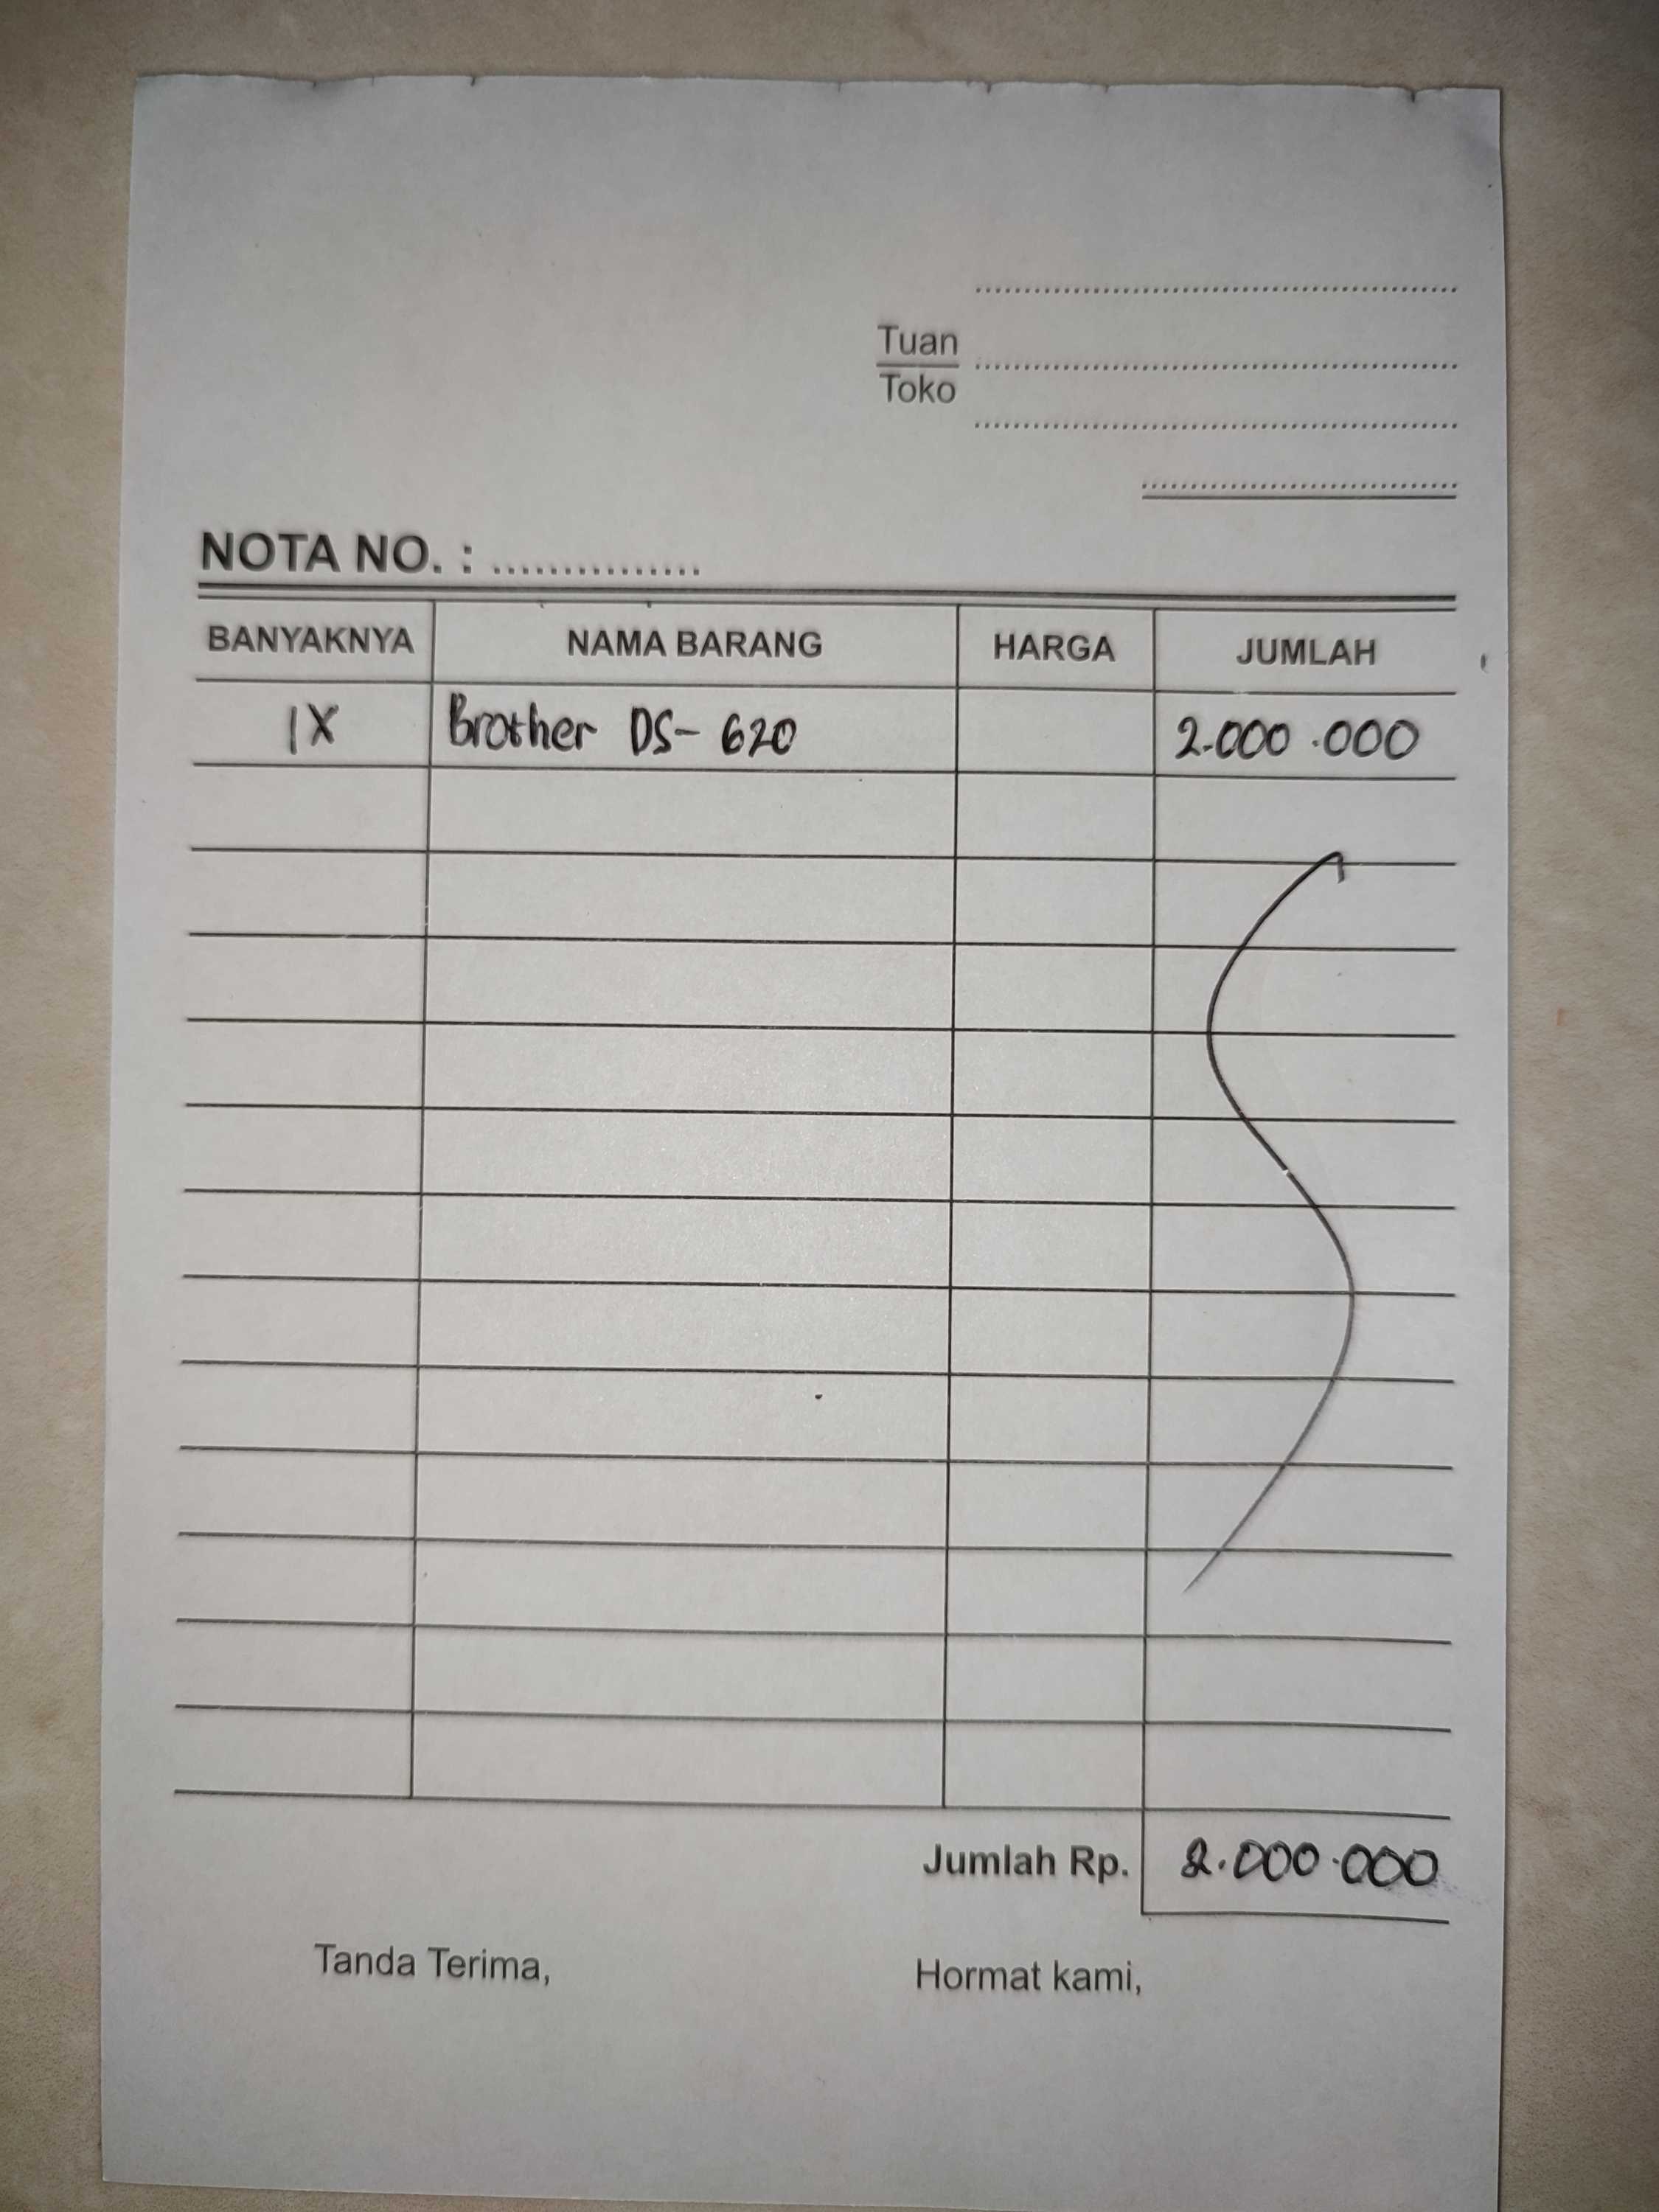 Tuan
Toko
NOTA NO. : ...............
BANYAKNYA NAMA BARANG HARGA JUMLAH
1X Brother DS-620 2.000.000
Jumlah Rp. 2.000.000
Tanda Terima, Hormat kami,